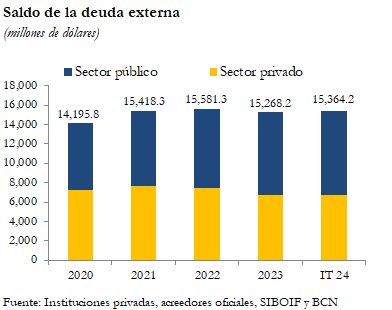 Saldo de la deuda externa
(millones de dólares)
Sector público Sector privado
18,000
16,000
14,000
12,000
10,000
8,000
6,000
4,000
2,000
0
14,195.8 15,418.3 15,581.3 15,268.2 15,364.2
2020 2021 2022 2023 IT 24
Fuente: Instituciones privadas, acreedores oficiales, SIBOIF y BCN